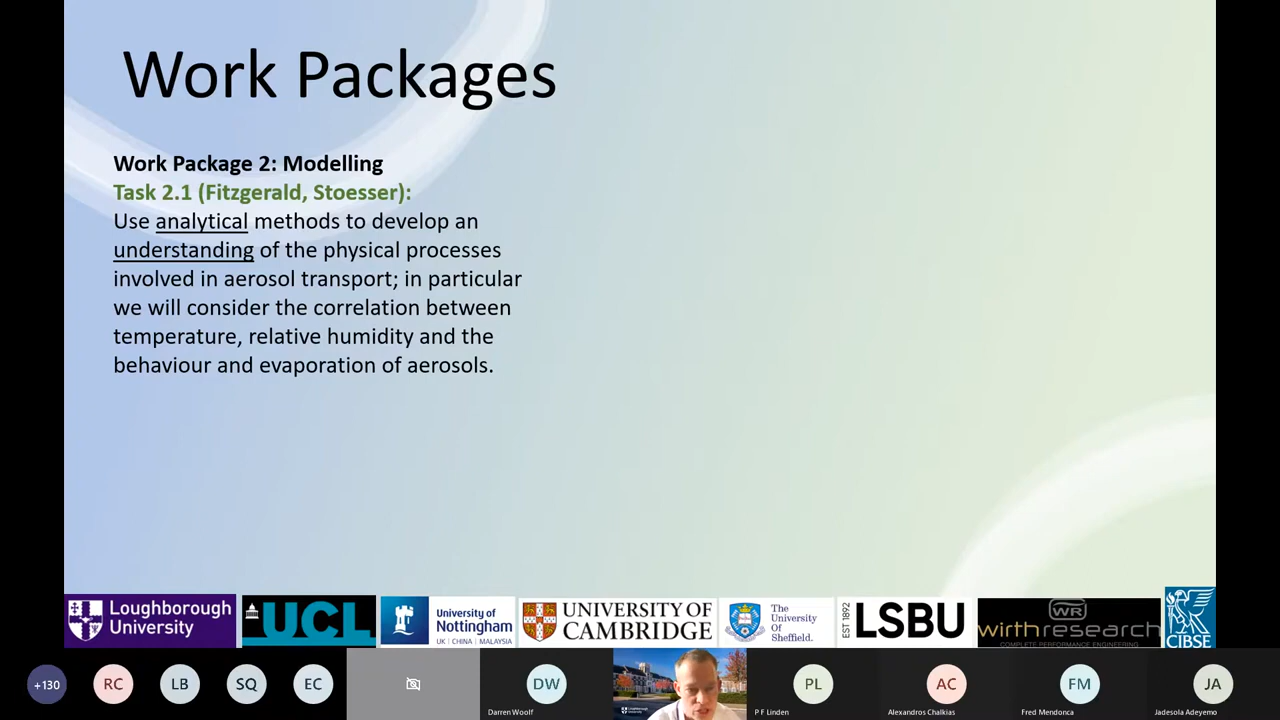 Work Packages
Work Package 2: Modelling
Task 2.1 (Fitzgerald, Stoesser):
Use analytical methods to develop an
understanding of the physical processes
involved in aerosol transport; in particular
we will consider the correlation between
temperature, relative humidity and the
behaviour and evaporation of aerosols.
Loughborough
University
UCL
University of
Nottingham
UK | CHINA | MALAYSIA
UNIVERSITY OF
CAMBRIDGE
The
University
Of
Sheffield.
EST 1892
LSBU
WR
wirthresearch
COMPLETE PERFORMANCE ENGINEERING
CIBSE
+130
RC
LB
SQ
EC
DW
Darren Woolf
PL
P F Linden
AC
Alexandros Chalkias
FM
Fred Mendonca
JA
Jadesola Adeyemo